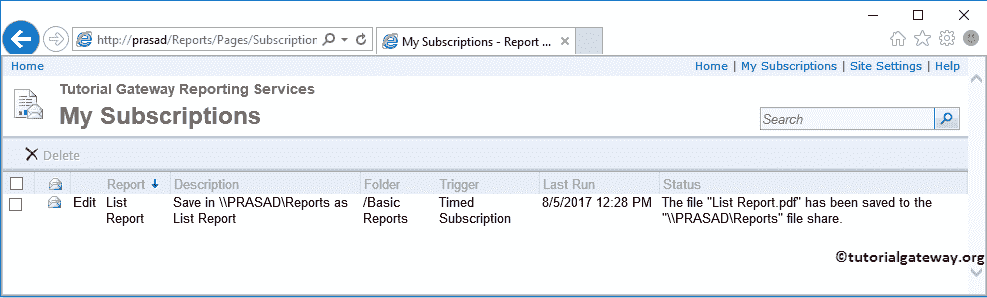 http://prasad/Reports/Pages/Subscription
My Subscriptions - Report ...
Home
Home | My Subscriptions | Site Settings | Help
Tutorial Gateway Reporting Services
My Subscriptions
Search
Delete
Report Description Folder Trigger Last Run Status
Edit List Save in \\PRASAD\Reports as /Basic Timed 8/5/2017 12:28 PM The file "List Report.pdf" has been saved to the
Report List Report Reports Subscription "\\PRASAD\Reports" file share.
©tutorialgateway.org